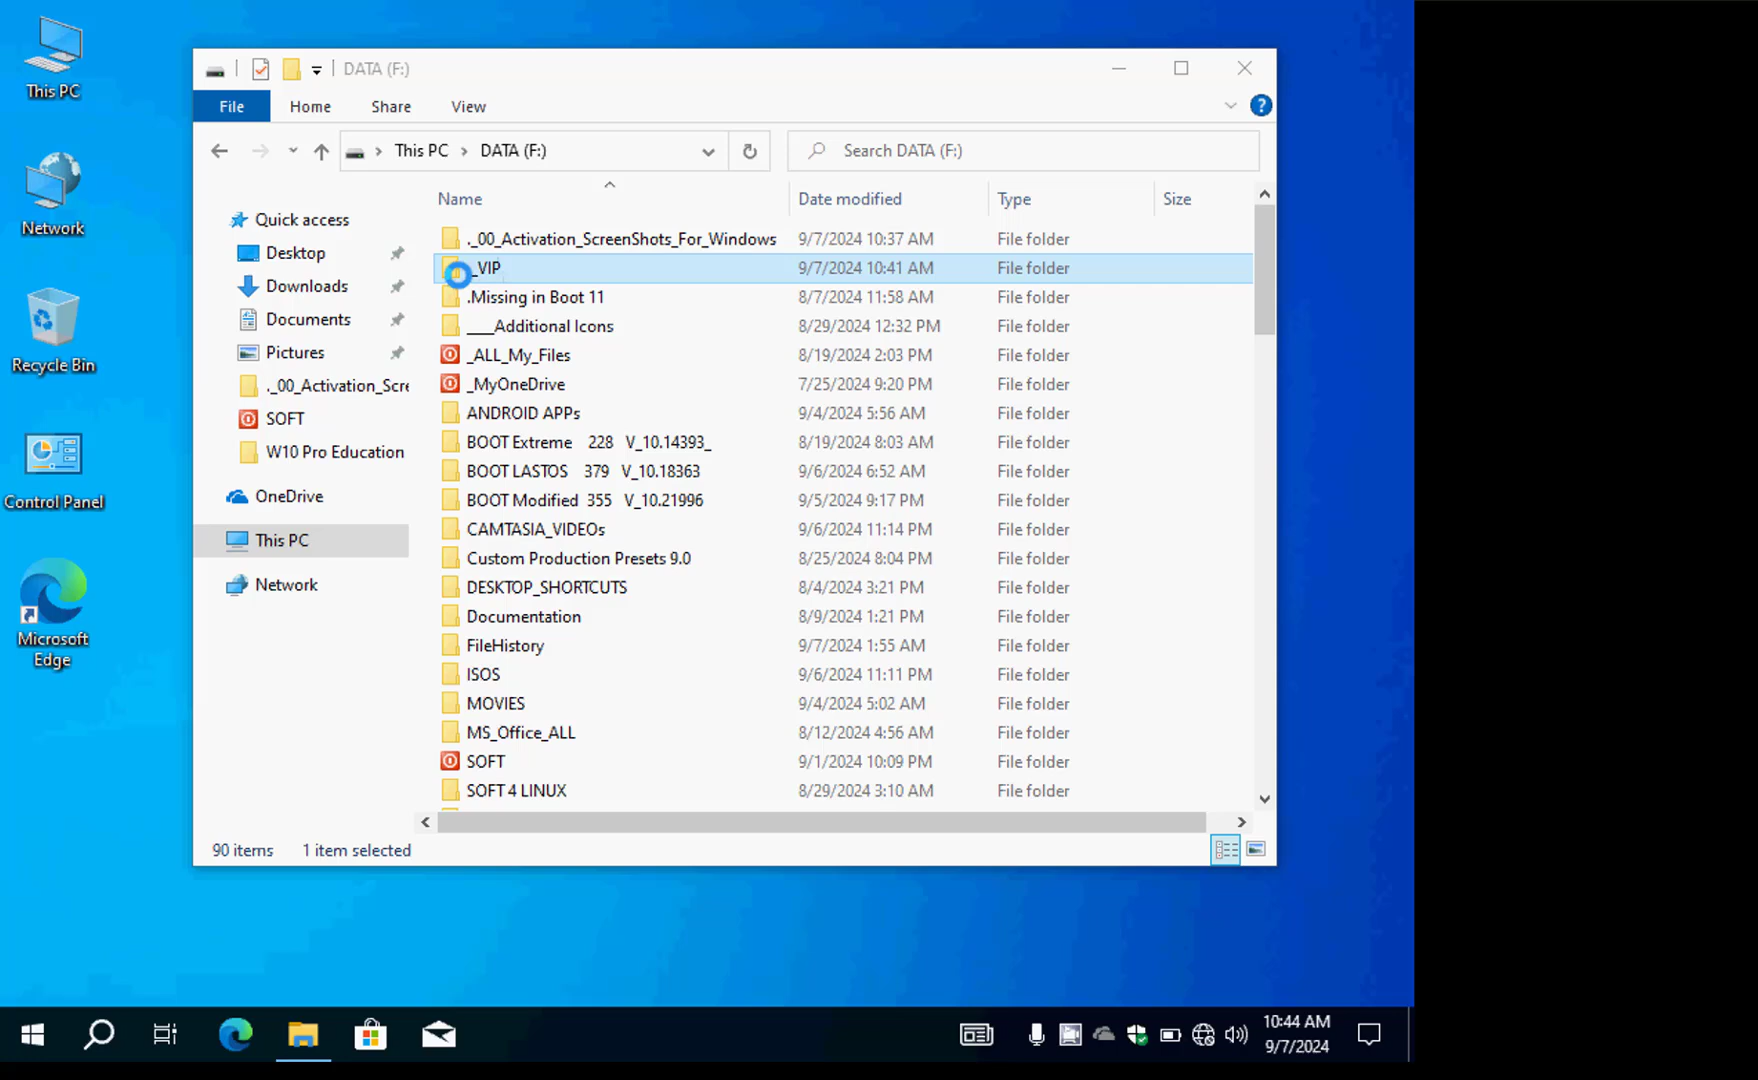 This PC
Network
Recycle Bin
Control Panel
Microsoft
Edge
DATA (F:)
File Home Share View
This PC > DATA (F:)
Search DATA (F:)
Name Date modified Type Size
Quick access
Desktop
Downloads
Documents
Pictures
._00_Activation_Scre
SOFT
W10 Pro Education
OneDrive
This PC
Network
._00_Activation_ScreenShots_For_Windows 9/7/2024 10:37 AM File folder
_VIP 9/7/2024 10:41 AM File folder
.Missing in Boot 11 8/7/2024 11:58 AM File folder
____Additional Icons 8/29/2024 12:32 PM File folder
_ALL_My_Files 8/19/2024 2:03 PM File folder
_MyOneDrive 7/25/2024 9:20 PM File folder
ANDROID APPs 9/4/2024 5:56 AM File folder
BOOT Extreme 228 V_10.14393_ 8/19/2024 8:03 AM File folder
BOOT LASTOS 379 V_10.18363 9/6/2024 6:52 AM File folder
BOOT Modified 355 V_10.21996 9/5/2024 9:17 PM File folder
CAMTASIA_VIDEOs 9/6/2024 11:14 PM File folder
Custom Production Presets 9.0 8/25/2024 8:04 PM File folder
DESKTOP_SHORTCUTS 8/4/2024 3:21 PM File folder
Documentation 8/9/2024 1:21 PM File folder
FileHistory 9/7/2024 1:55 AM File folder
ISOS 9/6/2024 11:11 PM File folder
MOVIES 9/4/2024 5:02 AM File folder
MS_Office_ALL 8/12/2024 4:56 AM File folder
SOFT 9/1/2024 10:09 PM File folder
SOFT 4 LINUX 8/29/2024 3:10 AM File folder
90 items 1 item selected
10:44 AM
9/7/2024